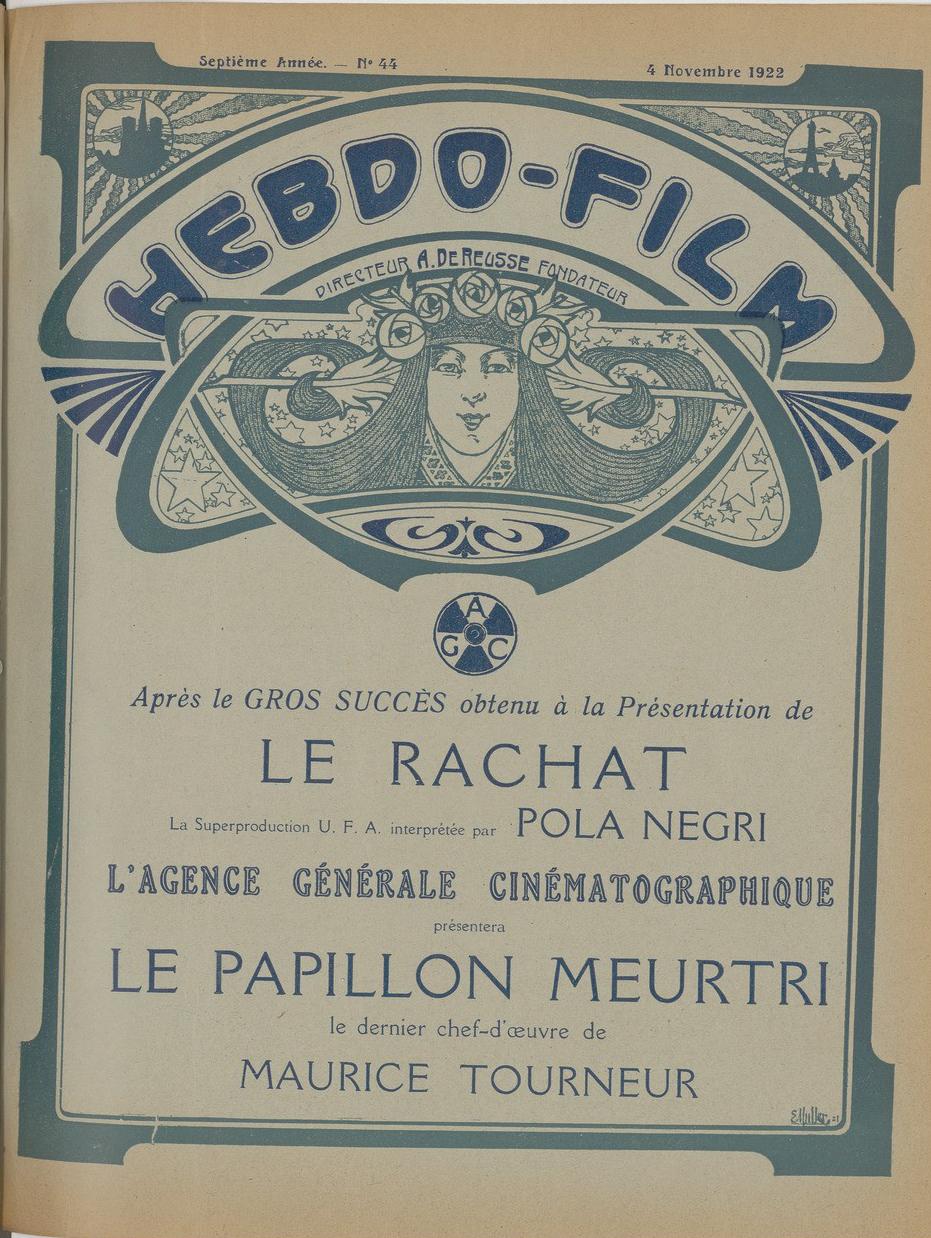 Septième Année. — Nº 44
4 Novembre 1922
HEBDO-FILM
DIRECTEUR A. DE REUSSE FONDATEUR
A
G C
Après le GROS SUCCÈS obtenu à la Présentation de
LE RACHAT
La Superproduction U. F. A. interprétée par POLA NEGRI
L'AGENCE GÉNÉRALE CINÉMATOGRAPHIQUE
présentera
LE PAPILLON MEURTRI
le dernier chef-d'œuvre de
MAURICE TOURNEUR